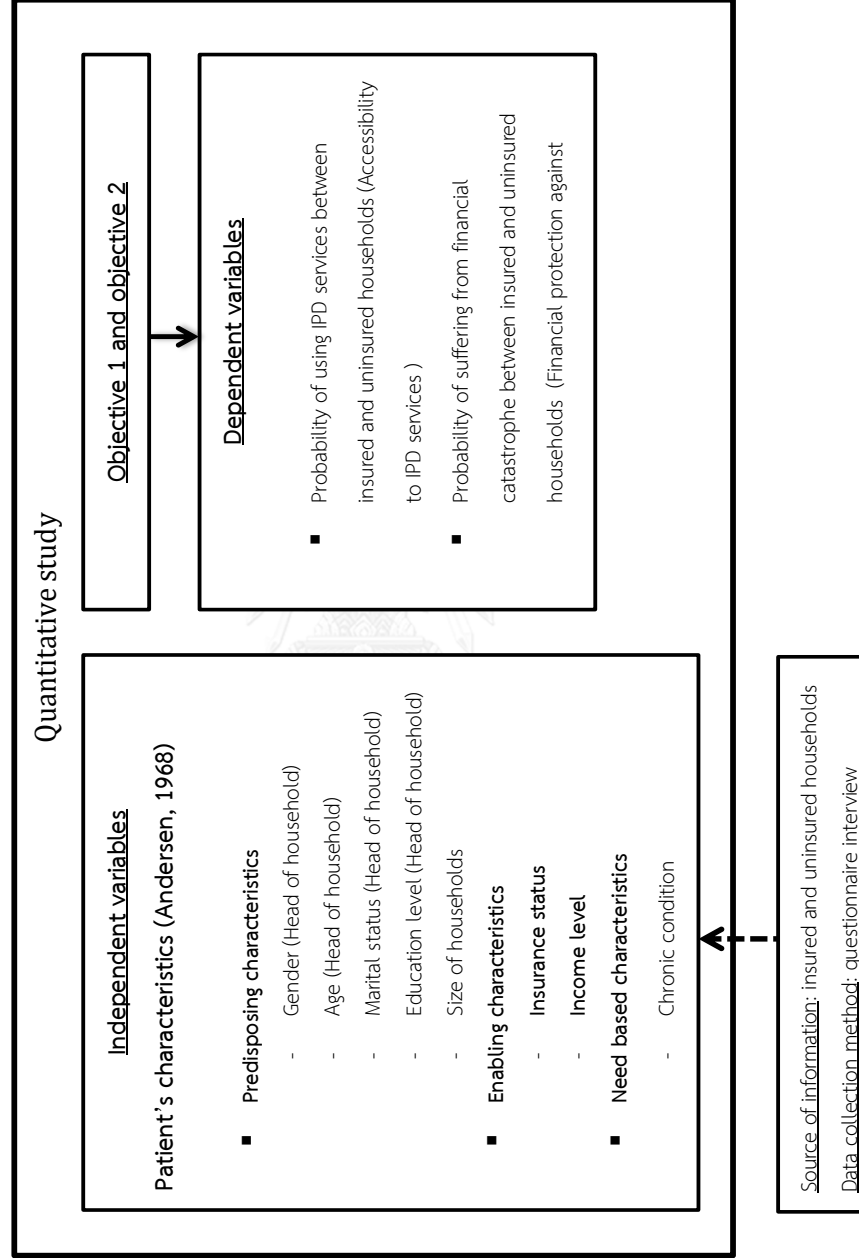 Quantitative study
Independent variables
Patient's characteristics (Andersen, 1968)
▪ Predisposing characteristics
- Gender (Head of household)
- Age (Head of household)
- Marital status (Head of household)
- Education level (Head of household)
- Size of households
▪ Enabling characteristics
- Insurance status
- Income level
▪ Need based characteristics
- Chronic condition
Objective 1 and objective 2
Dependent variables
▪ Probability of using IPD services between
insured and uninsured households (Accessibility
to IPD services )
▪ Probability of suffering from financial
catastrophe between insured and uninsured
households (Financial protection against
Source of information: insured and uninsured households
Data collection method: questionnaire interview